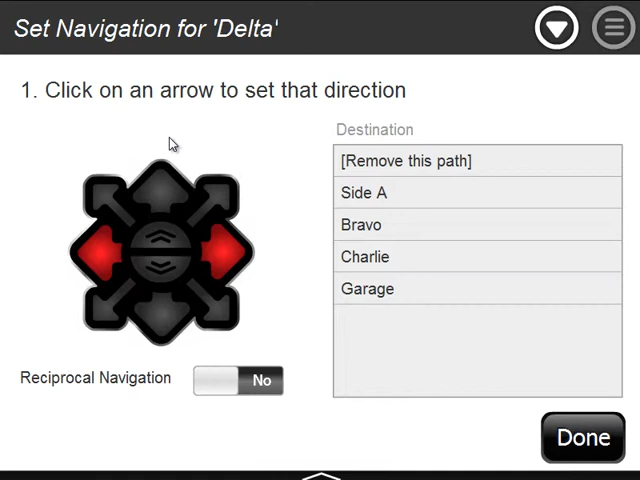 Set Navigation for 'Delta'
1. Click on an arrow to set that direction
Destination
[Remove this path]
Side A
Bravo
Charlie
Garage
Reciprocal Navigation
No
Done